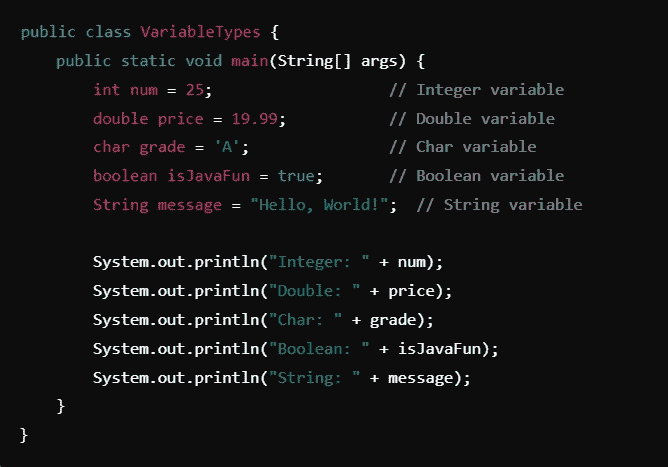 public class VariableTypes {
    public static void main(String[] args) {
        int num = 25;                   // Integer variable
        double price = 19.99;           // Double variable
        char grade = 'A';               // Char variable
        boolean isJavaFun = true;       // Boolean variable
        String message = "Hello, World!";  // String variable

        System.out.println("Integer: " + num);
        System.out.println("Double: " + price);
        System.out.println("Char: " + grade);
        System.out.println("Boolean: " + isJavaFun);
        System.out.println("String: " + message);
    }
}